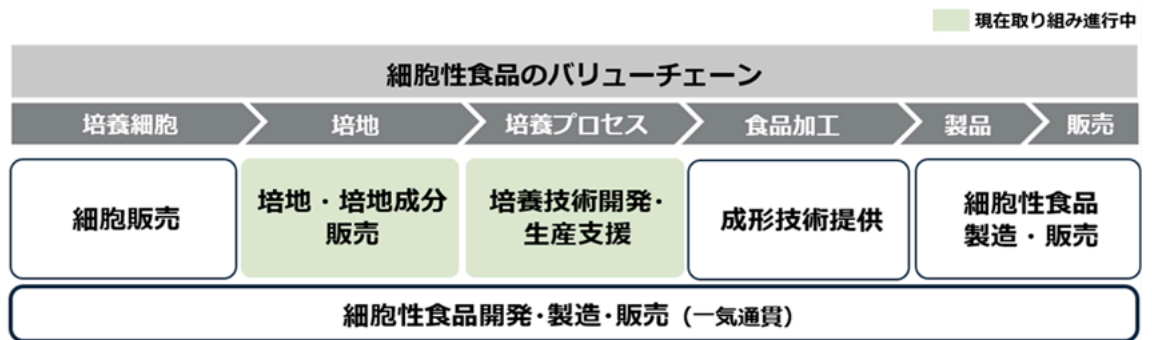 現在取り組み進行中
細胞性食品のバリューチェーン
培養細胞
培地
培養プロセス
食品加工
製品
販売
細胞販売
培地・培地成分
販売
培養技術開発・
生産支援
成形技術提供
細胞性食品
製造・販売
細胞性食品開発・製造・販売（一気通貫）